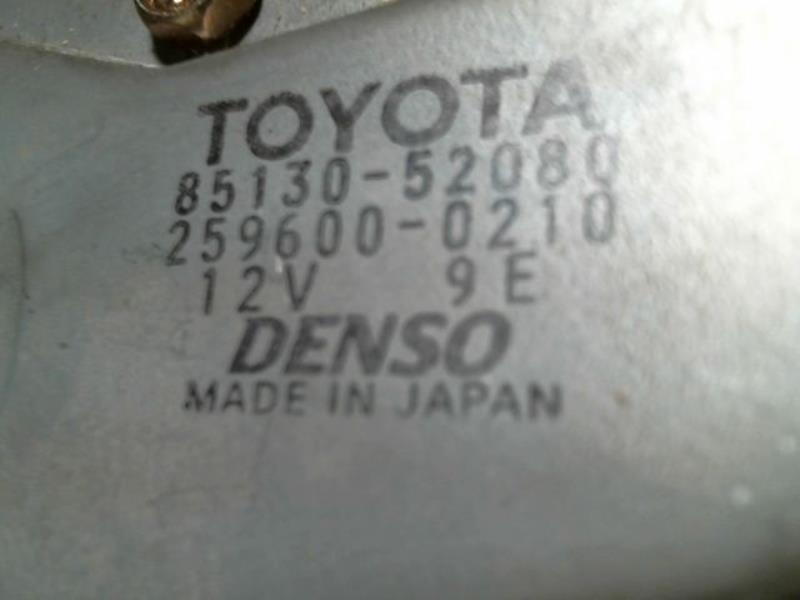 TOYOTA
85130-52080
259600-0210
12V 9E
DENSO
MADE IN JAPAN